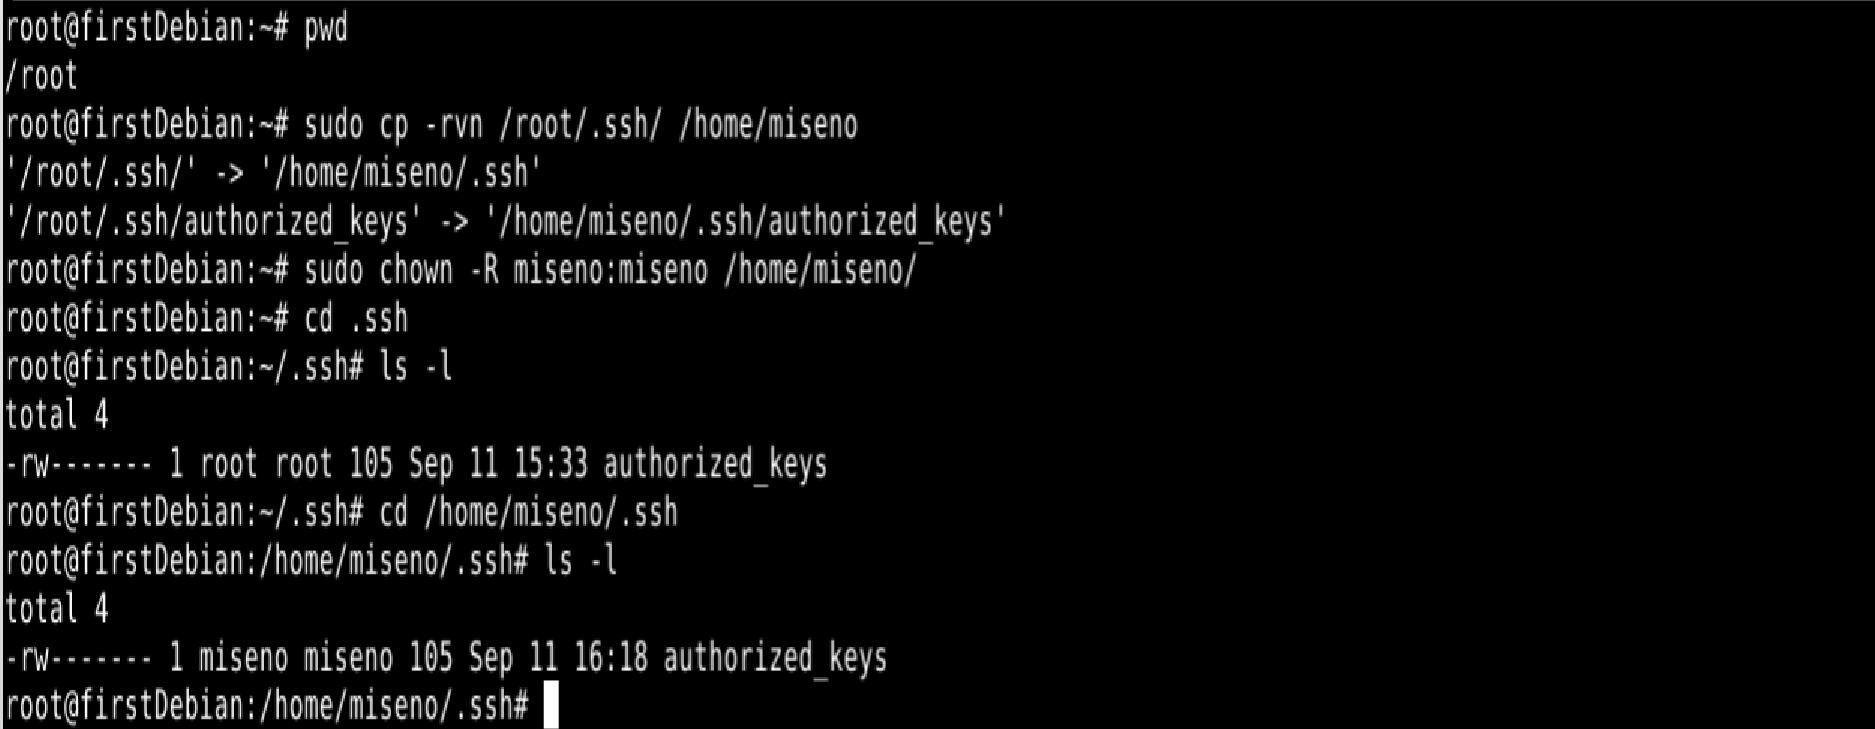 root@firstDebian:~# pwd
/root
root@firstDebian:~# sudo cp -rvn /root/.ssh/ /home/miseno
'/root/.ssh/' -> '/home/miseno/.ssh'
'/root/.ssh/authorized_keys' -> '/home/miseno/.ssh/authorized_keys'
root@firstDebian:~# sudo chown -R miseno:miseno /home/miseno/
root@firstDebian:~# cd .ssh
root@firstDebian:~/.ssh# ls -l
total 4
-rw------- 1 root root 105 Sep 11 15:33 authorized_keys
root@firstDebian:~/.ssh# cd /home/miseno/.ssh
root@firstDebian:/home/miseno/.ssh# ls -l
total 4
-rw------- 1 miseno miseno 105 Sep 11 16:18 authorized_keys
root@firstDebian:/home/miseno/.ssh#